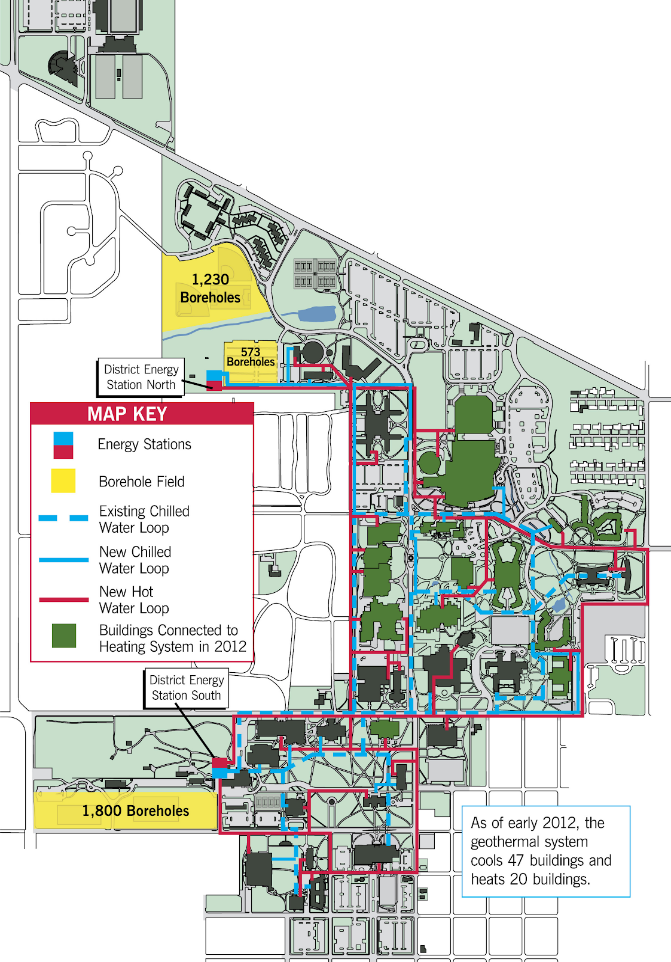 1,230
Boreholes
573
Boreholes
District Energy
Station North
MAP KEY
Energy Stations
Borehole Field
Existing Chilled
Water Loop
New Chilled
Water Loop
New Hot
Water Loop
Buildings Connected to
Heating System in 2012
District Energy
Station South
1,800 Boreholes
As of early 2012, the
geothermal system
cools 47 buildings and
heats 20 buildings.